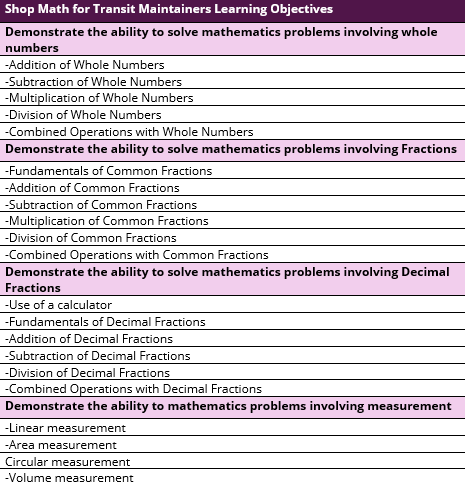 Shop Math for Transit Maintainers Learning Objectives
Demonstrate the ability to solve mathematics problems involving whole
numbers
-Addition of Whole Numbers
-Subtraction of Whole Numbers
-Multiplication of Whole Numbers
-Division of Whole Numbers
-Combined Operations with Whole Numbers
Demonstrate the ability to solve mathematics problems involving Fractions
-Fundamentals of Common Fractions
-Addition of Common Fractions
-Subtraction of Common Fractions
-Multiplication of Common Fractions
-Division of Common Fractions
-Combined Operations with Common Fractions
Demonstrate the ability to solve mathematics problems involving Decimal
Fractions
-Use of a calculator
-Fundamentals of Decimal Fractions
-Addition of Decimal Fractions
-Subtraction of Decimal Fractions
-Division of Decimal Fractions
-Combined Operations with Decimal Fractions
Demonstrate the ability to mathematics problems involving measurement
-Linear measurement
-Area measurement
Circular measurement
-Volume measurement